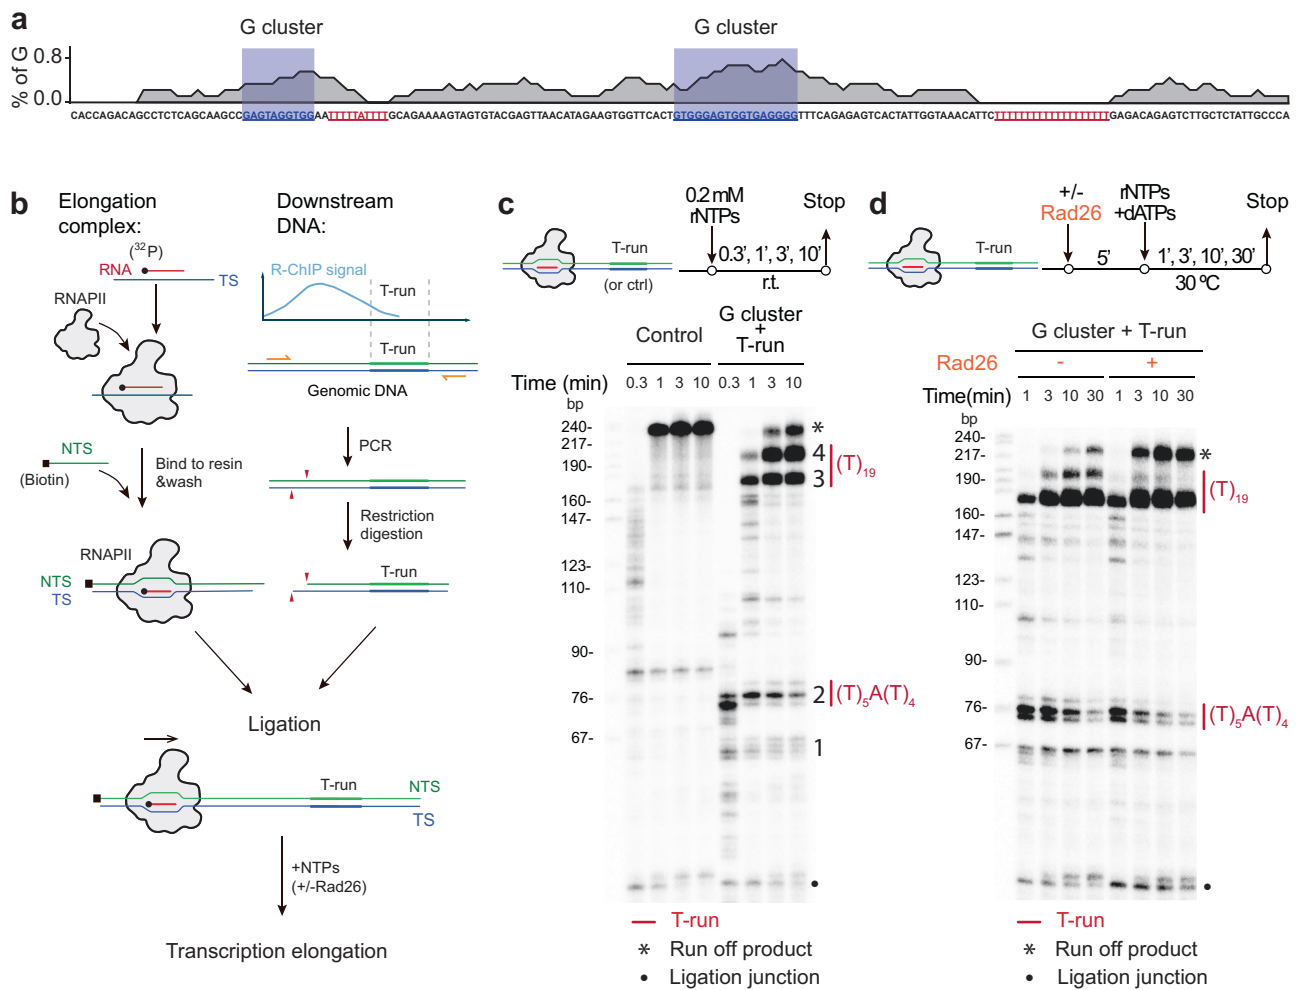 a
G cluster
G cluster
% of G
0.8
0.0
CACCAGACAGCCTCTCAGCAAGCCGAGTAGGTGGAATTTTTATTTTGCAGAAAAGTAGTGTACGAGTTAACATAGAAGTGGTTCACTGTGGGAGTGGTGAGGGGTTTCAGAGAGTCACTATTGGTAAACATTCTTTTTTTTTTTTTTTTTTTGAGACAGAGTCTTGCTCTATTGCCCA
b
Elongation
complex:
(32P)
RNA
TS
RNAPII
NTS
(Biotin)
Bind to resin
&wash
RNAPII
NTS
TS
Downstream
DNA:
R-ChIP signal
T-run
T-run
Genomic DNA
PCR
Restriction
digestion
T-run
Ligation
T-run
NTS
TS
+NTPs
(+/-Rad26)
Transcription elongation
c
0.2 mM
rNTPs
Stop
T-run
(or ctrl)
0.3’, 1’, 3’, 10’
r.t.
Control
G cluster
+
T-run
Time (min)
0.3 1 3 10 0.3 1 3 10
bp
240-
217-
190-
160-
147-
123-
110-
90-
76-
67-
*
4
3
(T)19
2
(T)5A(T)4
1
•
T-run
* Run off product
• Ligation junction
d
+/-
Rad26
rNTPs
+dATPs
Stop
T-run
5’
1’, 3’, 10’, 30’
30 ºC
G cluster + T-run
Rad26 - +
Time(min) 1 3 10 30 1 3 10 30
bp
240-
217-
190-
160-
147-
123-
110-
90-
76-
67-
*
(T)19
(T)5A(T)4
•
T-run
* Run off product
• Ligation junction